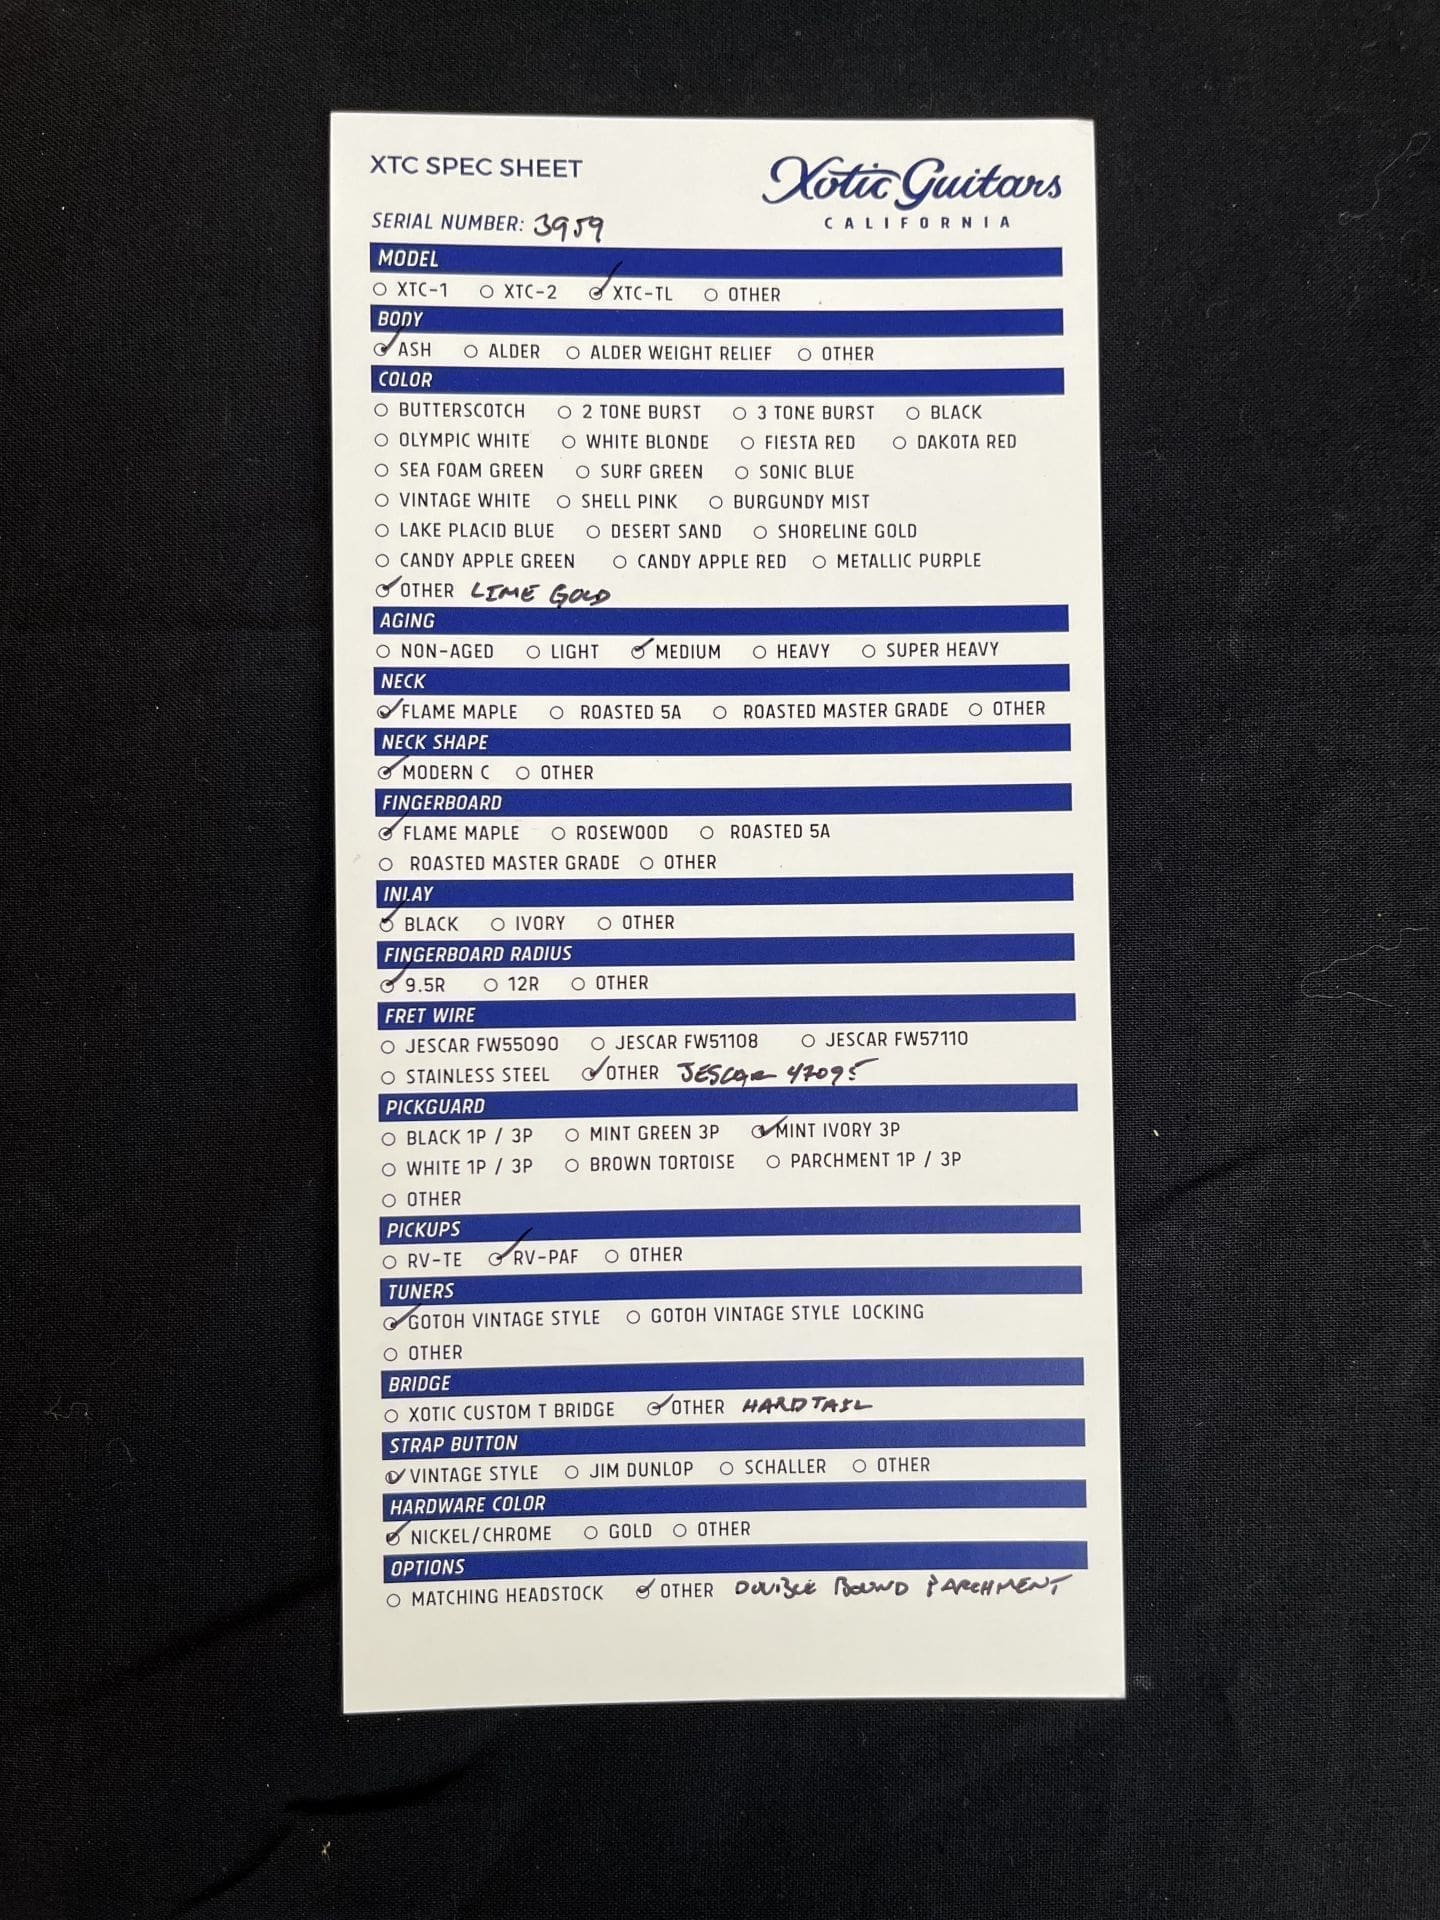 XTC SPEC SHEET
Xotic Guitars
CALIFORNIA
SERIAL NUMBER: 3959
MODEL
XTC-1 XTC-2 XTC-TL OTHER
BODY
ASH ALDER ALDER WEIGHT RELIEF OTHER
COLOR
BUTTERSCOTCH 2 TONE BURST 3 TONE BURST BLACK
OLYMPIC WHITE WHITE BLONDE FIESTA RED DAKOTA RED
SEA FOAM GREEN SURF GREEN SONIC BLUE
VINTAGE WHITE SHELL PINK BURGUNDY MIST
LAKE PLACID BLUE DESERT SAND SHORELINE GOLD
CANDY APPLE GREEN CANDY APPLE RED METALLIC PURPLE
OTHER LIME GOLD
AGING
NON-AGED LIGHT MEDIUM HEAVY SUPER HEAVY
NECK
FLAME MAPLE ROASTED 5A ROASTED MASTER GRADE OTHER
NECK SHAPE
MODERN C OTHER
FINGERBOARD
FLAME MAPLE ROSEWOOD ROASTED 5A
ROASTED MASTER GRADE OTHER
INLAY
BLACK IVORY OTHER
FINGERBOARD RADIUS
9.5R 12R OTHER
FRET WIRE
JESCAR FW55090 JESCAR FW51108 JESCAR FW57110
STAINLESS STEEL OTHER JESCAR 47095
PICKGUARD
BLACK 1P / 3P MINT GREEN 3P MINT IVORY 3P
WHITE 1P / 3P BROWN TORTOISE PARCHMENT 1P / 3P
OTHER
PICKUPS
RV-TE RV-PAF OTHER
TUNERS
GOTOH VINTAGE STYLE GOTOH VINTAGE STYLE LOCKING
OTHER
BRIDGE
XOTIC CUSTOM T BRIDGE OTHER HARDTAIL
STRAP BUTTON
VINTAGE STYLE JIM DUNLOP SCHALLER OTHER
HARDWARE COLOR
NICKEL/CHROME GOLD OTHER
OPTIONS
MATCHING HEADSTOCK OTHER DOUBLE BOUND PARCHMENT